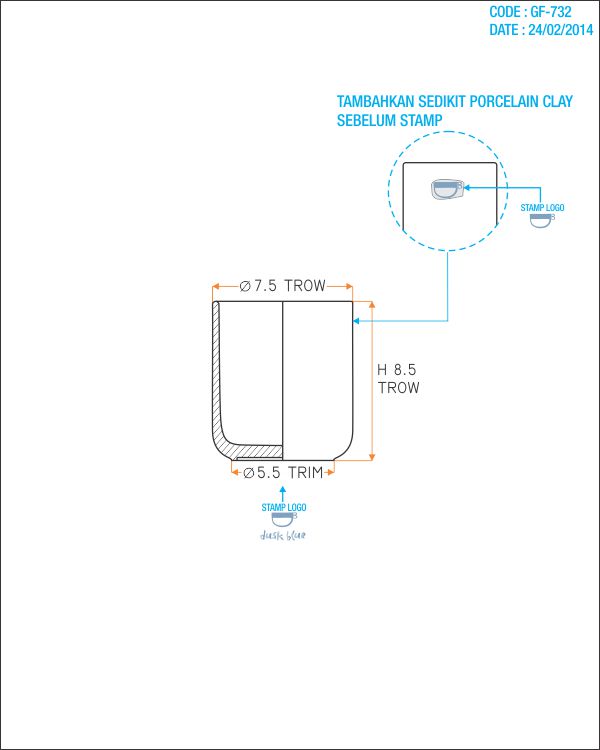 CODE : GF-732
DATE : 24/02/2014
TAMBAHKAN SEDIKIT PORCELAIN CLAY
SEBELUM STAMP
STAMP LOGO
Ø 7.5 TROW
H 8.5
TROW
Ø5.5 TRIM
STAMP LOGO
dusk blue